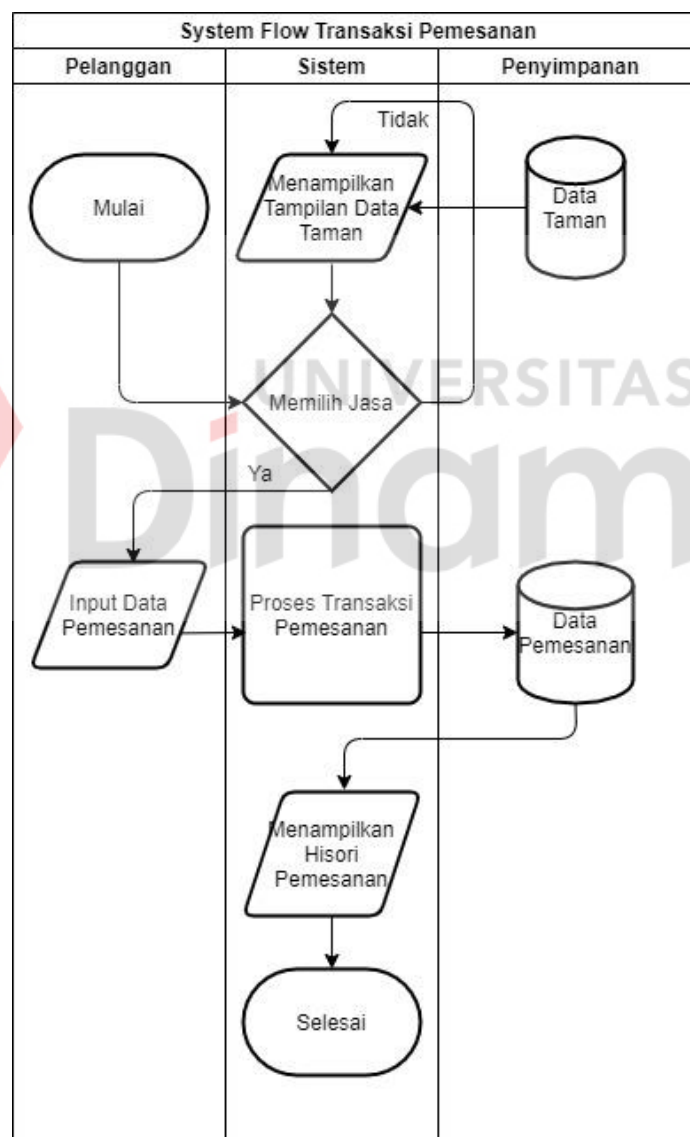 System Flow Transaksi Pemesanan
Pelanggan
Sistem
Penyimpanan
Tidak
Mulai
Menampilkan
Tampilan Data
Taman
Data
Taman
UNIVERSITAS
Dinam
Memilih Jasa
Ya
Input Data
Pemesanan
Proses Transaksi
Pemesanan
Data
Pemesanan
Menampilkan
Hisori
Pemesanan
Selesai